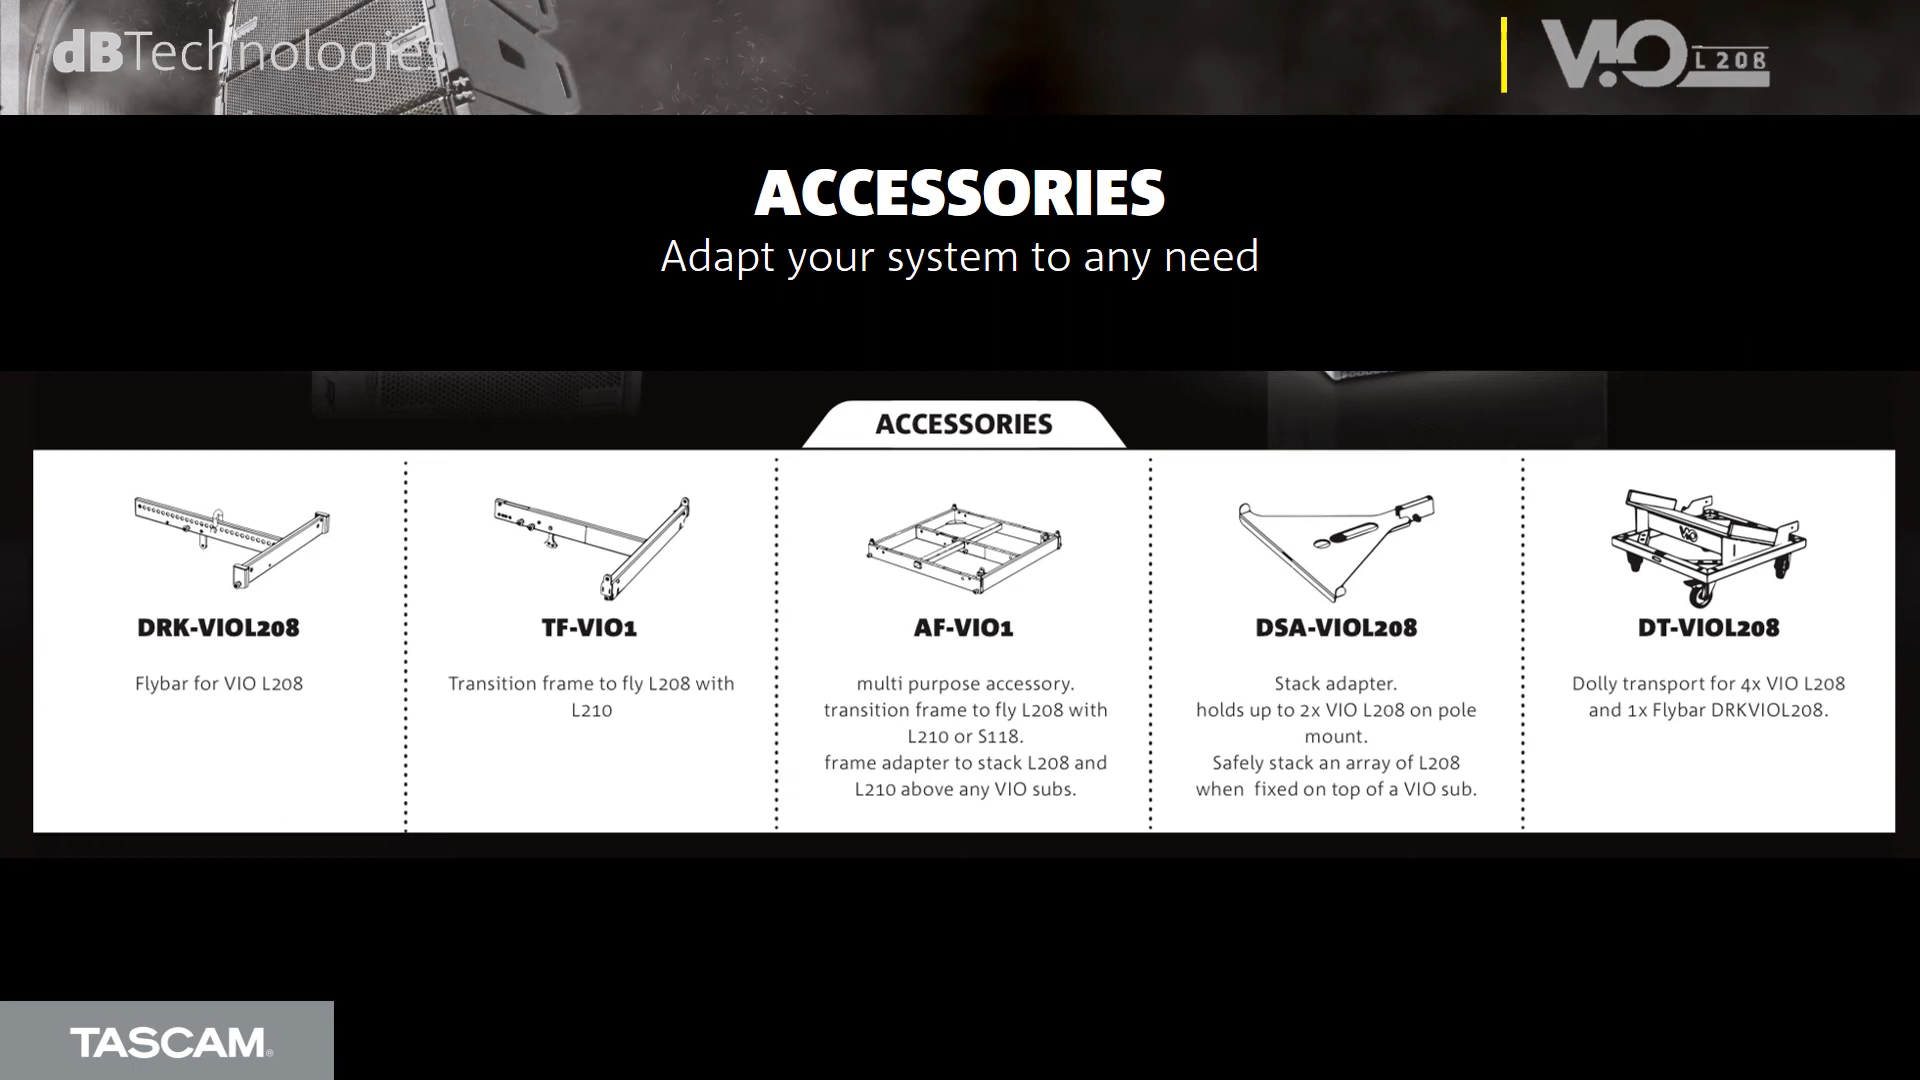 dBTechnologies
VIO L 208
ACCESSORIES
Adapt your system to any need
ACCESSORIES
DRK-VIOL208
Flybar for VIO L208
TF-VIO1
Transition frame to fly L208 with
L210
AF-VIO1
multi purpose accessory.
transition frame to fly L208 with
L210 or S118.
frame adapter to stack L208 and
L210 above any VIO subs.
DSA-VIOL208
Stack adapter.
holds up to 2x VIO L208 on pole
mount.
Safely stack an array of L208
when fixed on top of a VIO sub.
VIO
DT-VIOL208
Dolly transport for 4x VIO L208
and 1x Flybar DRKVIOL208.
TASCAM®